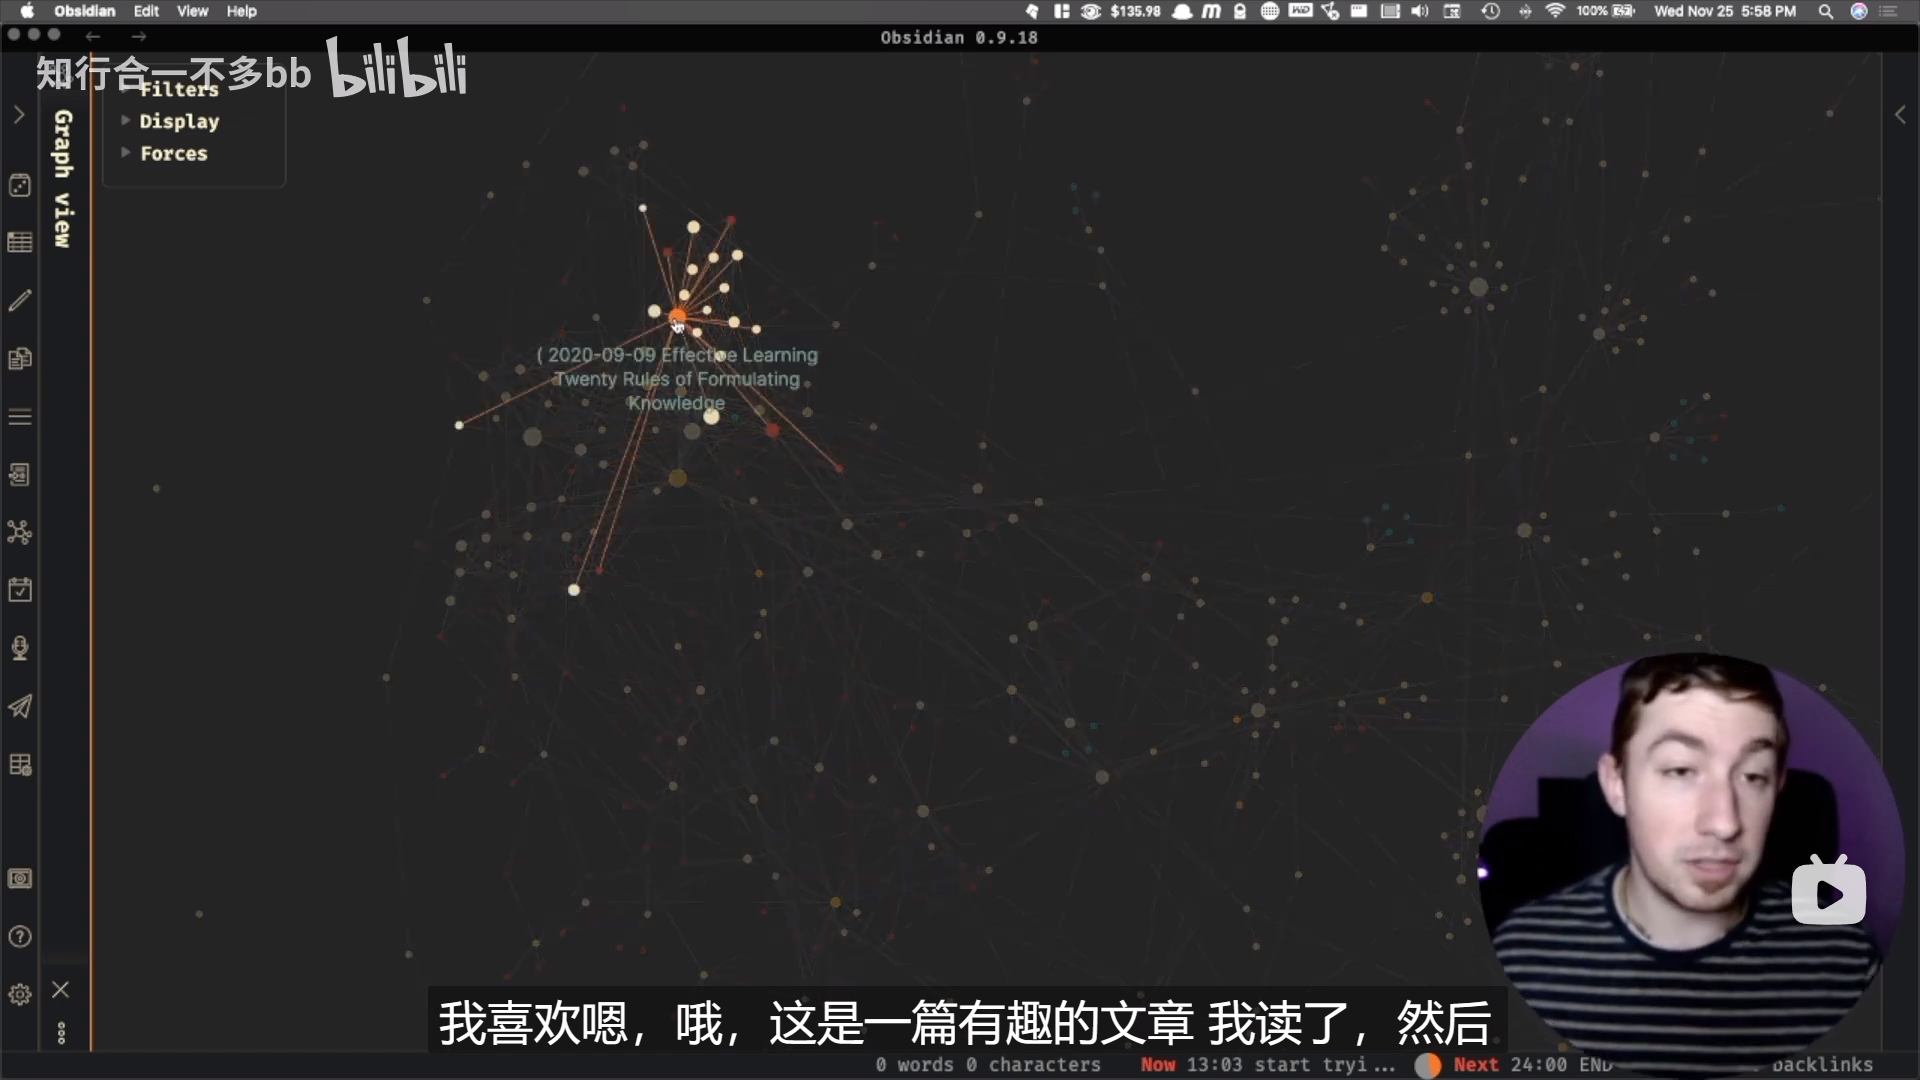 Obsidian Edit View Help
$135.98
100%
Wed Nov 25 5:58 PM
Obsidian 0.9.18
知行合一不多bb bilibili
Filters
Display
Forces
Graph view
( 2020-09-09 Effective Learning
Twenty Rules of Formulating
Knowledge
我喜欢嗯，哦，这是一篇有趣的文章 我读了，然后
0 words 0 characters
Now 13:03 start tryi...
Next 24:00 END
backlinks